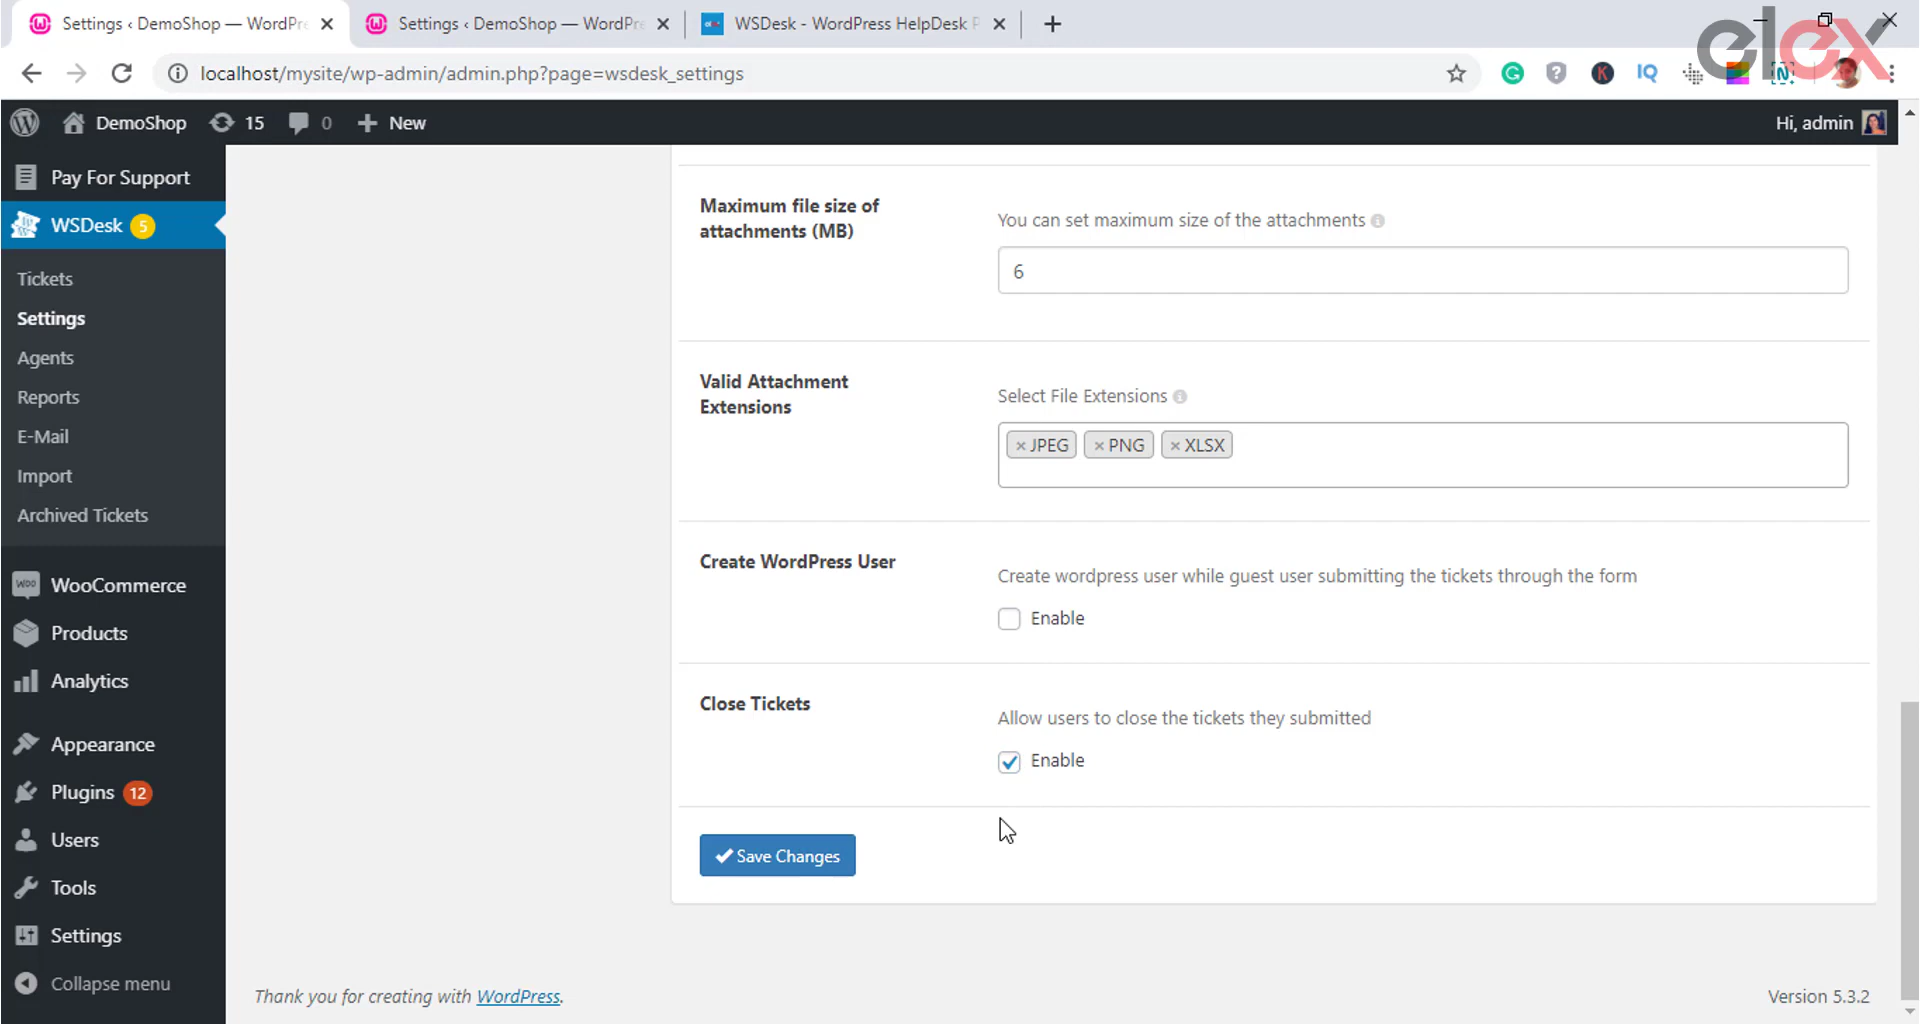 Settings ‹ DemoShop — WordPre
Settings ‹ DemoShop — WordPre
WSDesk - WordPress HelpDesk P
elex
localhost/mysite/wp-admin/admin.php?page=wsdesk_settings
IQ
DemoShop
15
0
New
Hi, admin
Pay For Support
WSDesk 5
Tickets
Settings
Agents
Reports
E-Mail
Import
Archived Tickets
WooCommerce
Products
Analytics
Appearance
Plugins 12
Users
Tools
Settings
Collapse menu
Maximum file size of
attachments (MB)
You can set maximum size of the attachments
6
Valid Attachment
Extensions
Select File Extensions
× JPEG × PNG × XLSX
Create WordPress User
Create wordpress user while guest user submitting the tickets through the form
Enable
Close Tickets
Allow users to close the tickets they submitted
Enable
Save Changes
Thank you for creating with WordPress.
Version 5.3.2